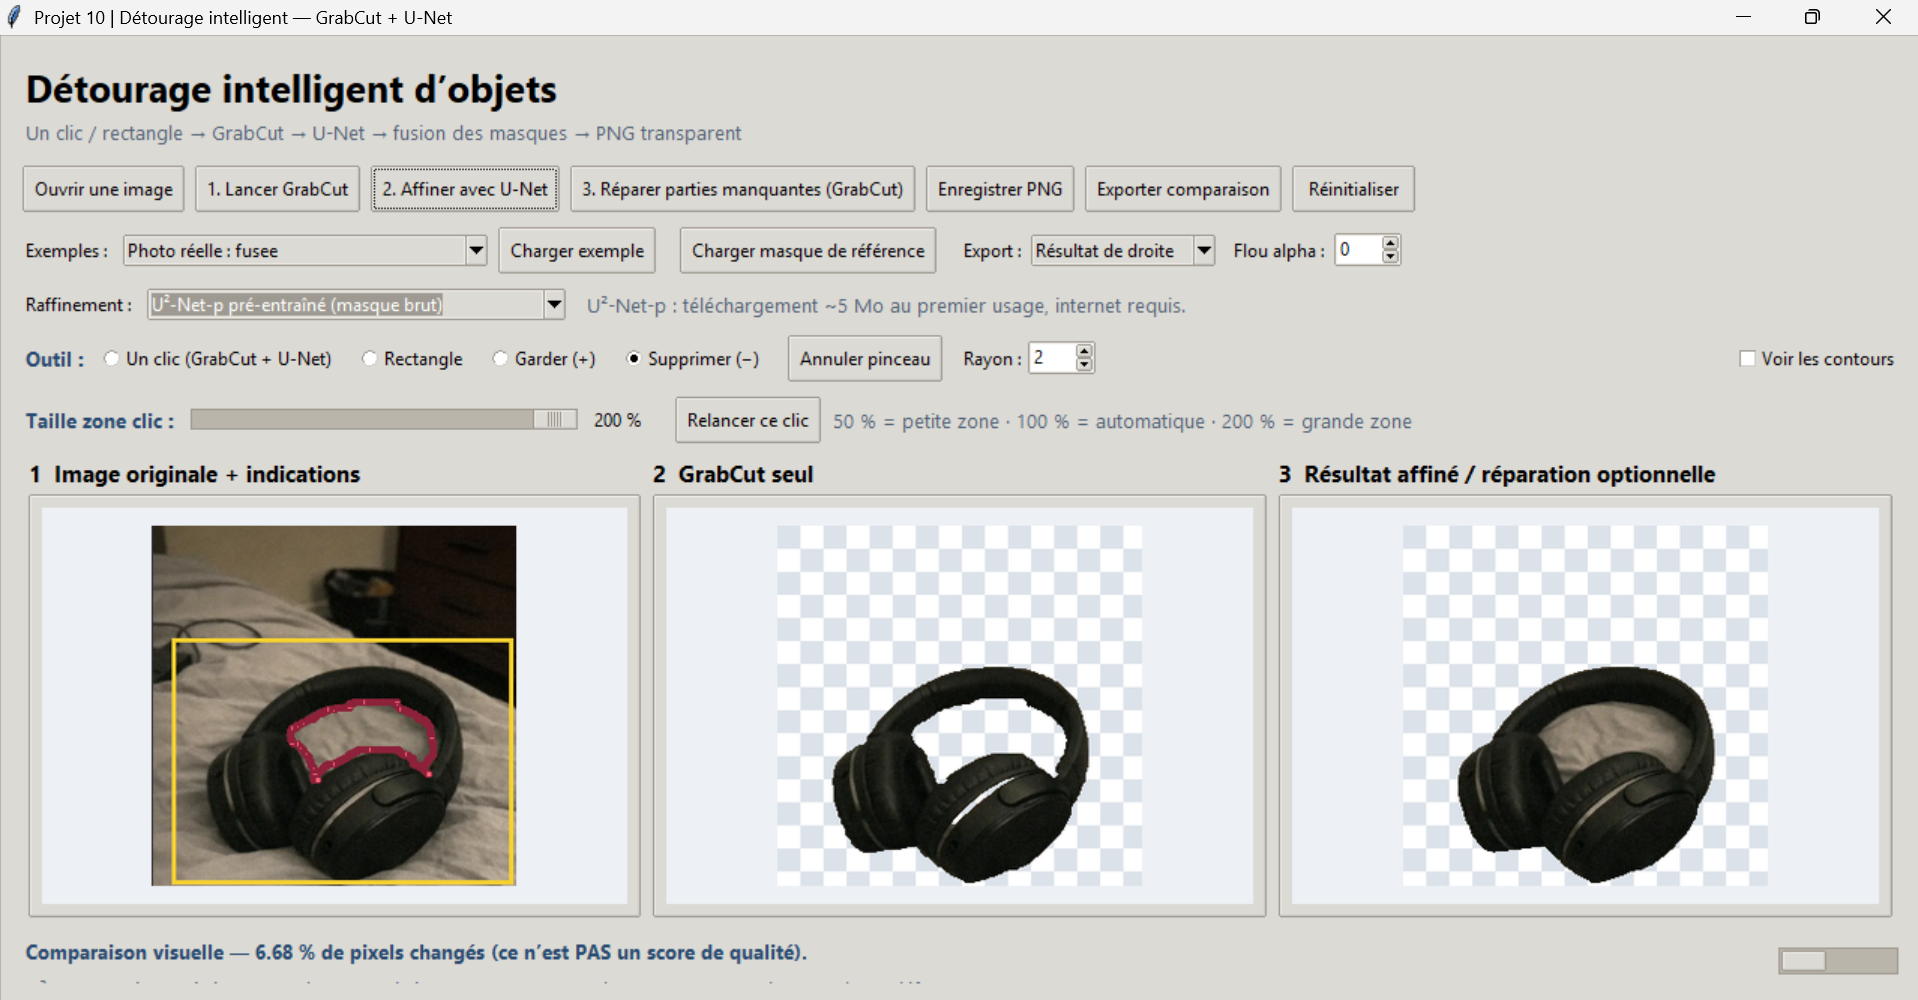 Projet 10 | Détourage intelligent — GrabCut + U-Net
Détourage intelligent d’objets
Un clic / rectangle → GrabCut → U-Net → fusion des masques → PNG transparent
Ouvrir une image 1. Lancer GrabCut 2. Affiner avec U-Net 3. Réparer parties manquantes (GrabCut) Enregistrer PNG Exporter comparaison Réinitialiser
Exemples : Photo réelle : fusee Charger exemple Charger masque de référence Export : Résultat de droite Flou alpha : 0
Raffinement : U²-Net-p pré-entraîné (masque brut) U²-Net-p : téléchargement ~5 Mo au premier usage, internet requis.
Outil : Un clic (GrabCut + U-Net) Rectangle Garder (+) Supprimer (−) Annuler pinceau Rayon : 2 Voir les contours
Taille zone clic : 200 % Relancer ce clic 50 % = petite zone · 100 % = automatique · 200 % = grande zone
1 Image originale + indications 2 GrabCut seul 3 Résultat affiné / réparation optionnelle
Comparaison visuelle — 6.68 % de pixels changés (ce n’est PAS un score de qualité).